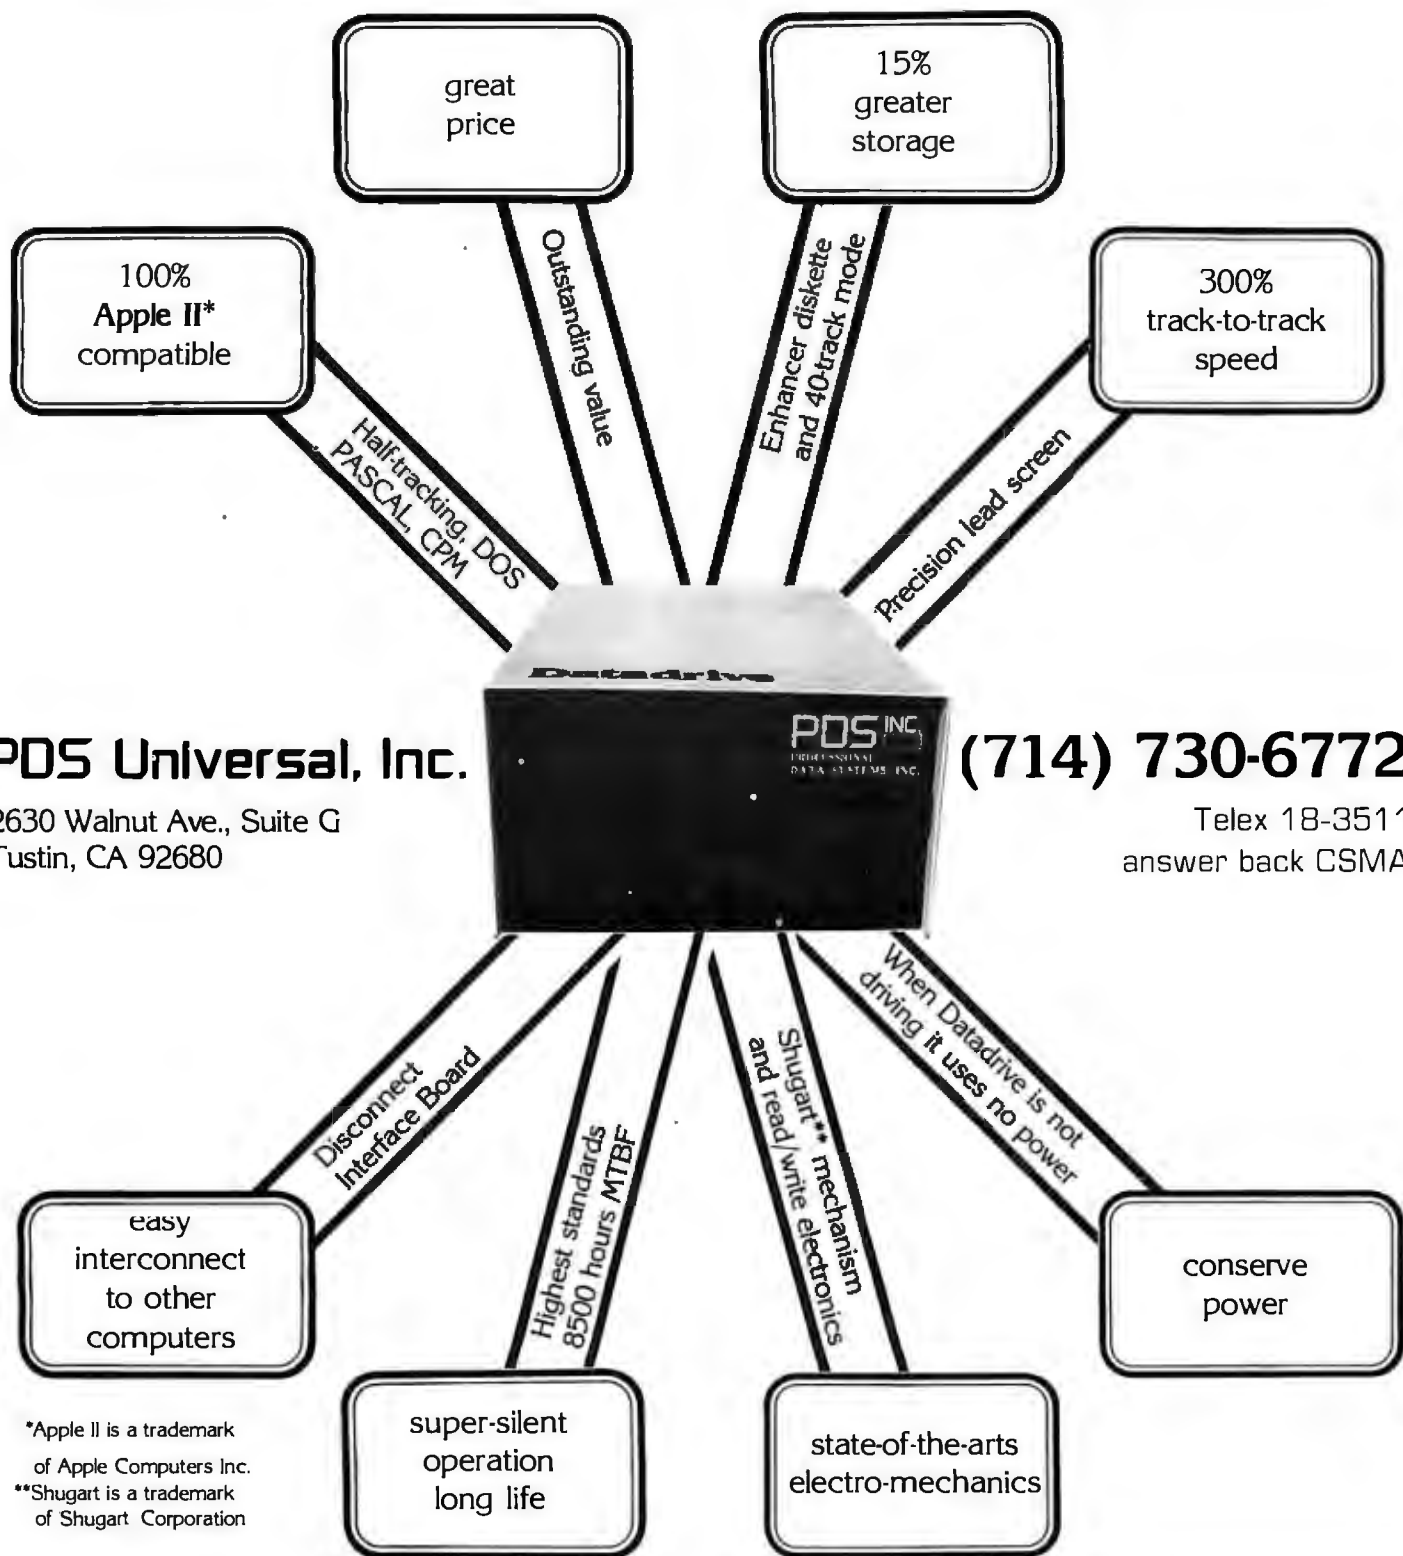 great
price
15%
greater
storage
100%
Apple II*
compatible
300%
track-to-track
speed
Half-tracking, DOS
PASCAL, CPM
Outstanding value
Enhancer diskette
and 40-track mode
Precision lead screen
Datadrive
PDS INC.
PROFESSIONAL
DATA SYSTEMS INC.
PDS Universal, Inc.
2630 Walnut Ave., Suite G
Tustin, CA 92680
(714) 730-6772
Telex 18-3511
answer back CSMA
Disconnect
Interface Board
Highest standards
8500 hours MTBF
Shugart** mechanism
and read/write electronics
When Datadrive is not
driving it uses no power
easy
interconnect
to other
computers
super-silent
operation
long life
state-of-the-arts
electro-mechanics
conserve
power
*Apple II is a trademark
of Apple Computers Inc.
**Shugart is a trademark
of Shugart Corporation